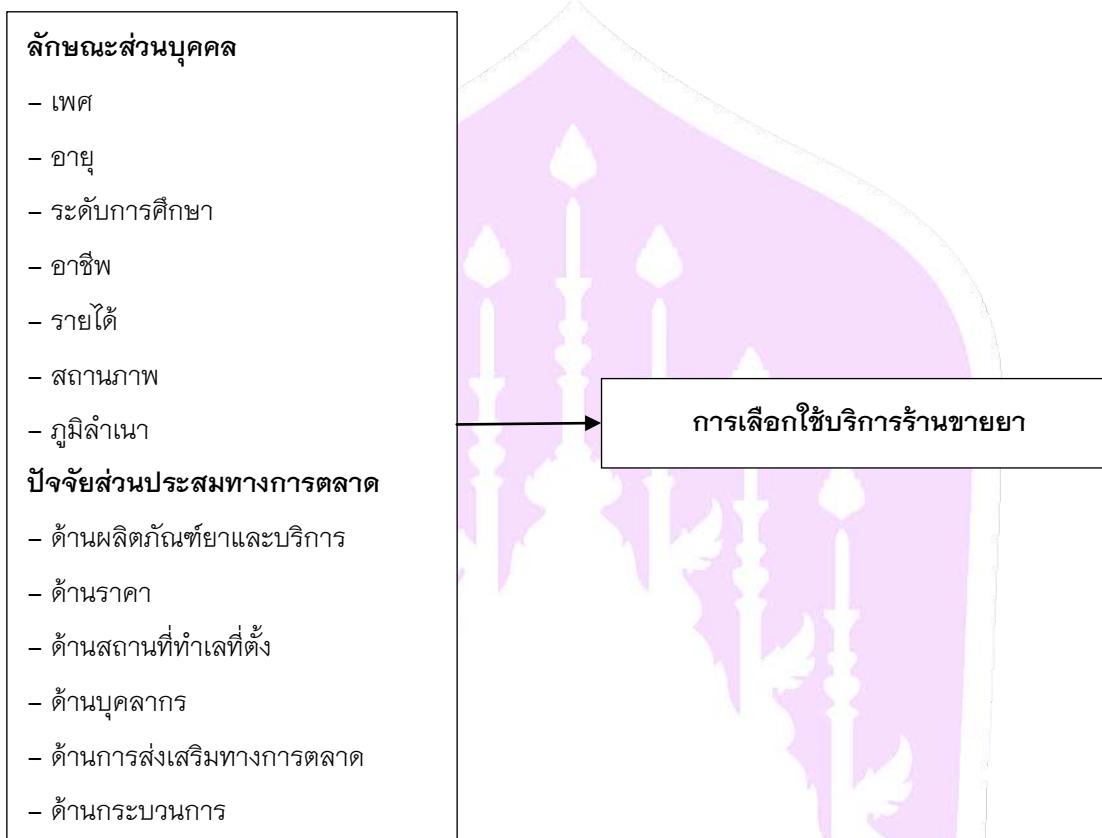 ลักษณะส่วนบุคคล
– เพศ
– อายุ
– ระดับการศึกษา
– อาชีพ
– รายได้
– สถานภาพ
– ภูมิลำเนา
ปัจจัยส่วนประสมทางการตลาด
– ด้านผลิตภัณฑ์ยาและบริการ
– ด้านราคา
– ด้านสถานที่ทำเลที่ตั้ง
– ด้านบุคลากร
– ด้านการส่งเสริมทางการตลาด
– ด้านกระบวนการ
การเลือกใช้บริการร้านขายยา